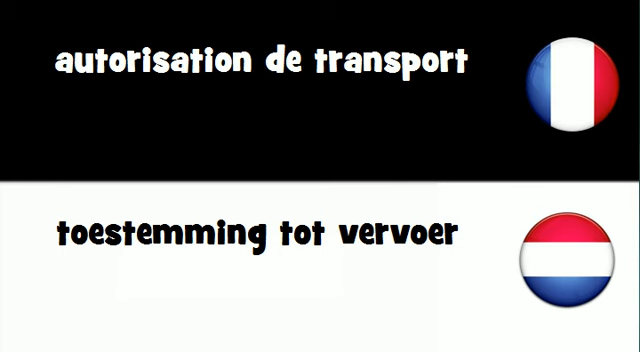 autorisation de transport
toestemming tot vervoer